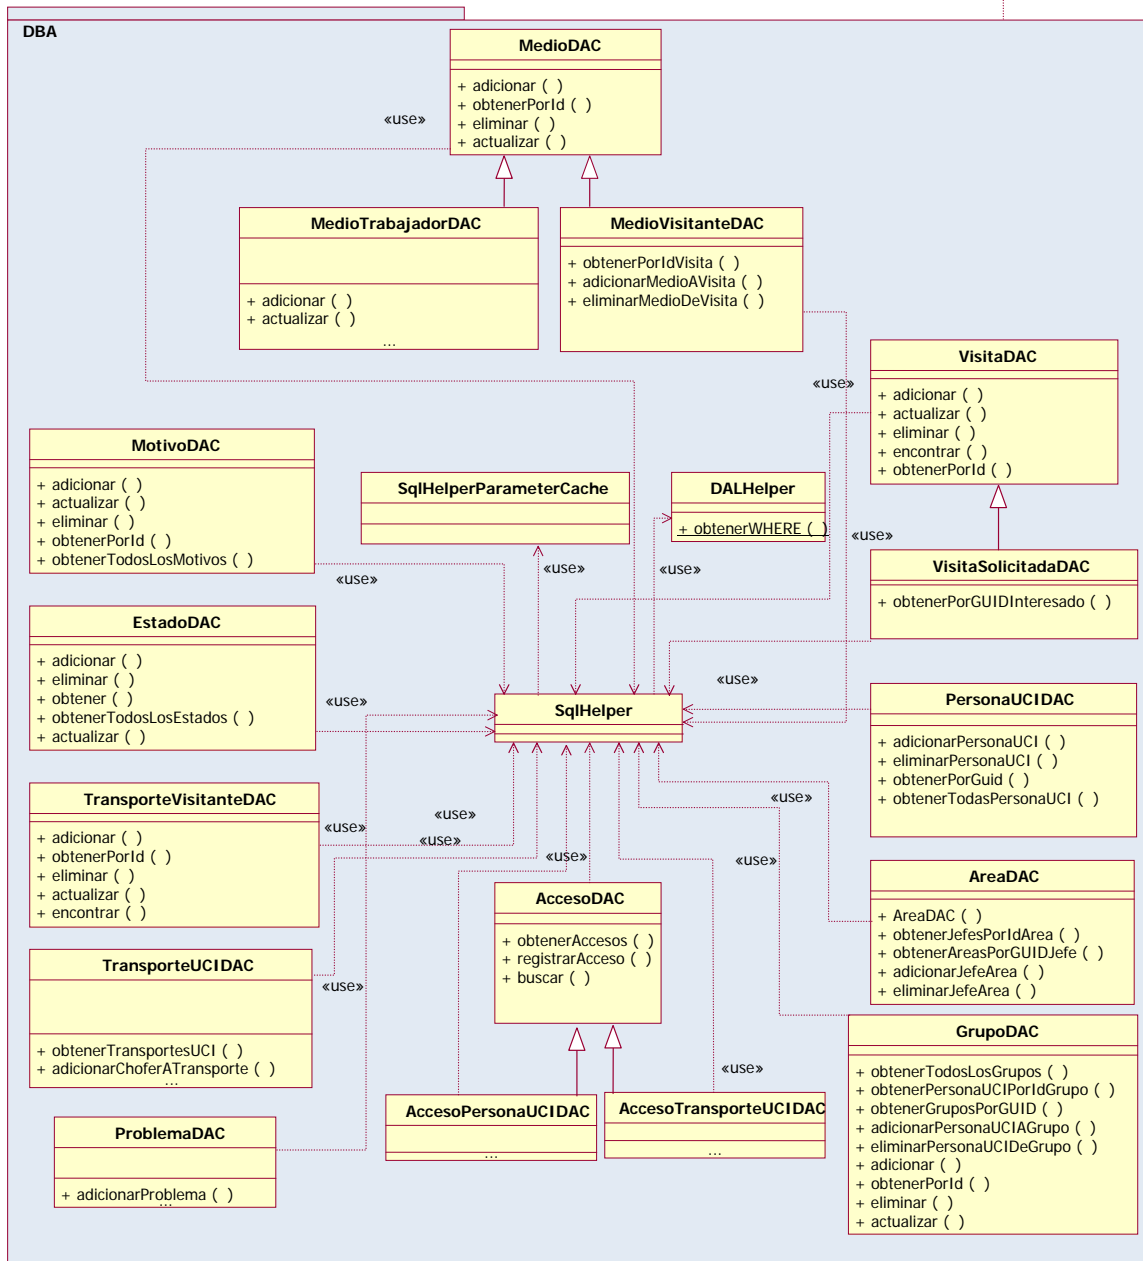 DBA
MedioDAC
+ adicionar ( )
+ obtenerPorId ( )
+ eliminar ( )
+ actualizar ( )
«use»
MedioTrabajadorDAC
+ adicionar ( )
+ actualizar ( )
...
MedioVisitanteDAC
+ obtenerPorIdVisita ( )
+ adicionarMedioAVisita ( )
+ eliminarMedioDeVisita ( )
«use»
VisitaDAC
+ adicionar ( )
+ actualizar ( )
+ eliminar ( )
+ encontrar ( )
+ obtenerPorId ( )
MotivoDAC
+ adicionar ( )
+ actualizar ( )
+ eliminar ( )
+ obtenerPorId ( )
+ obtenerTodosLosMotivos ( )
«use»
SqlHelperParameterCache
«use»
DALHelper
+ obtenerWHERE ( )
«use»
«use»
VisitaSolicitadaDAC
+ obtenerPorGUIDInteresado ( )
«use»
EstadoDAC
+ adicionar ( )
+ eliminar ( )
+ obtener ( )
+ obtenerTodosLosEstados ( )
+ actualizar ( )
«use»
SqlHelper
PersonaUCIDAC
+ adicionarPersonaUCI ( )
+ eliminarPersonaUCI ( )
+ obtenerPorGuid ( )
+ obtenerTodasPersonaUCI ( )
TransporteVisitanteDAC
+ adicionar ( )
+ obtenerPorId ( )
+ eliminar ( )
+ actualizar ( )
+ encontrar ( )
«use»
«use»
«use»
«use»
«use»
«use»
AccesoDAC
+ obtenerAccesos ( )
+ registrarAcceso ( )
+ buscar ( )
AreaDAC
+ AreaDAC ( )
+ obtenerJefesPorIdArea ( )
+ obtenerAreasPorGUIDJefe ( )
+ adicionarJefeArea ( )
+ eliminarJefeArea ( )
TransporteUCIDAC
+ obtenerTransportesUCI ( )
+ adicionarChoferATransporte ( )
...
«use»
«use»
GrupoDAC
+ obtenerTodosLosGrupos ( )
+ obtenerPersonaUCIPorIdGrupo ( )
+ obtenerGruposPorGUID ( )
+ adicionarPersonaUCIAGrupo ( )
+ eliminarPersonaUCIDeGrupo ( )
+ adicionar ( )
+ obtenerPorId ( )
+ eliminar ( )
+ actualizar ( )
AccesoPersonaUCIDAC
...
AccesoTransporteUCIDAC
...
ProblemaDAC
+ adicionarProblema ( )
...